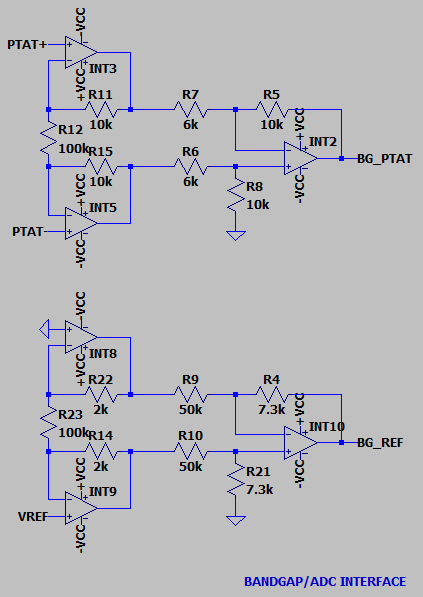 -VCC
PTAT+
+VCC
INT3
R11
10k
R7
6k
R5
10k
R12
100k
+VCC
INT2
BG_PTAT
-VCC
R15
10k
R6
6k
R8
10k
+VCC
INT5
PTAT-
-VCC
-VCC
INT8
+VCC
R22
2k
R9
50k
R4
7.3k
R23
100k
+VCC
INT10
BG_REF
-VCC
R14
2k
R10
50k
R21
7.3k
+VCC
INT9
VREF
-VCC
BANDGAP/ADC INTERFACE